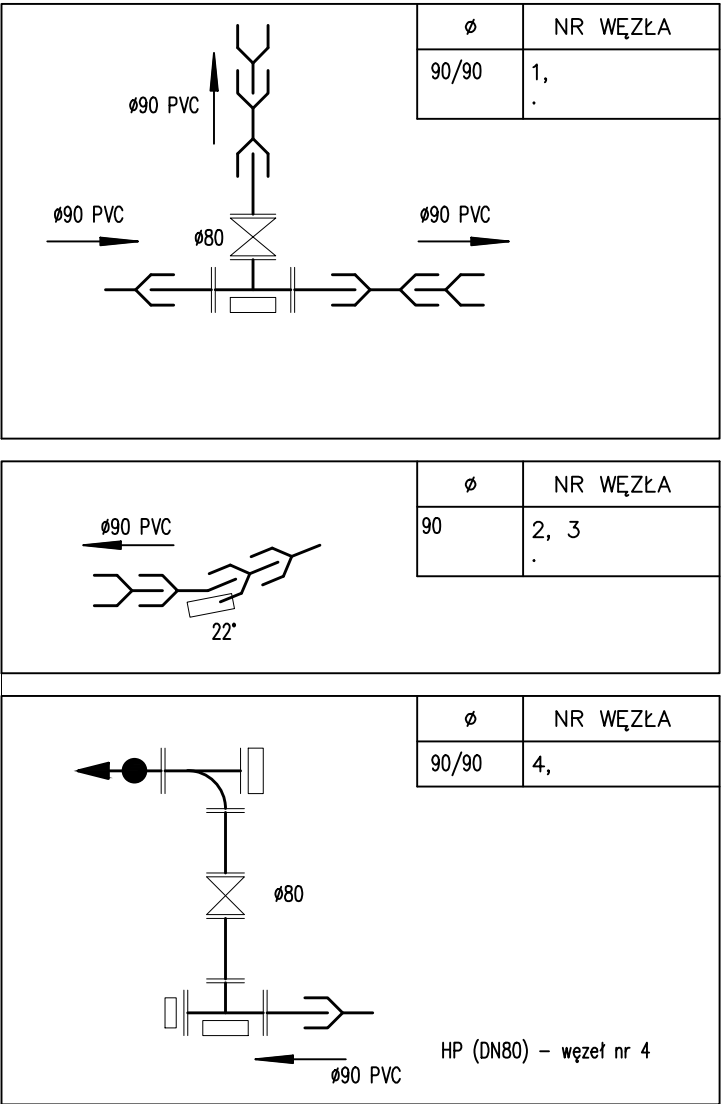 ø NR WĘZŁA
90/90 1,
.
ø90 PVC
ø90 PVC
ø90 PVC
ø80
ø NR WĘZŁA
90 2, 3
.
ø90 PVC
22°
ø NR WĘZŁA
90/90 4,
ø80
HP (DN80) – węzeł nr 4
ø90 PVC